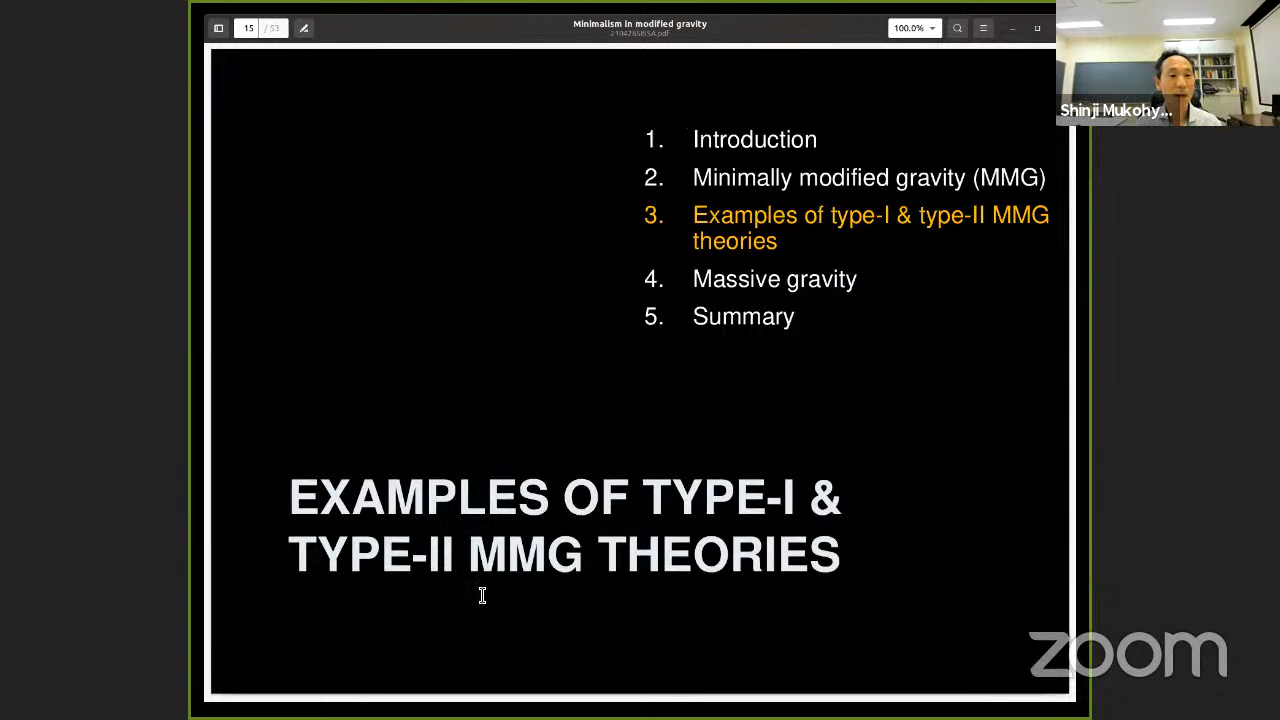 15 / 53
Minimalism in modified gravity
210426SISSA.pdf
100.0%
Shinji Mukohy...
1. Introduction
2. Minimally modified gravity (MMG)
3. Examples of type-I & type-II MMG
theories
4. Massive gravity
5. Summary
EXAMPLES OF TYPE-I &
TYPE-II MMG THEORIES
zoom